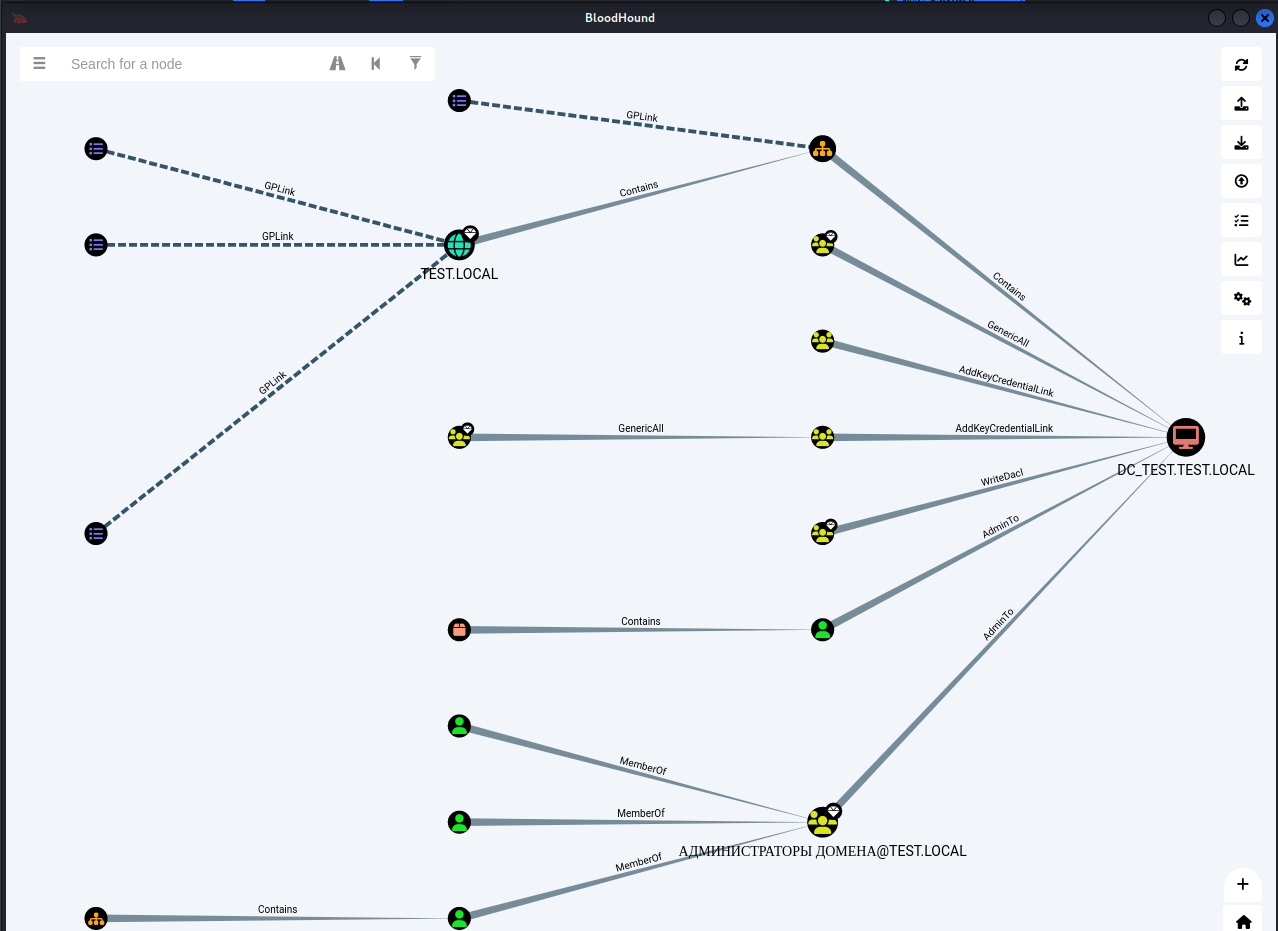 BloodHound
Search for a node
GPLink
GPLink
Contains
GPLink
TEST.LOCAL
Contains
GenericAll
AddKeyCredentialLink
GPLink
GenericAll
AddKeyCredentialLink
DC_TEST.TEST.LOCAL
WriteDacl
AdminTo
Contains
AdminTo
MemberOf
MemberOf
АДМИНИСТРАТОРЫ ДОМЕНА@TEST.LOCAL
MemberOf
Contains